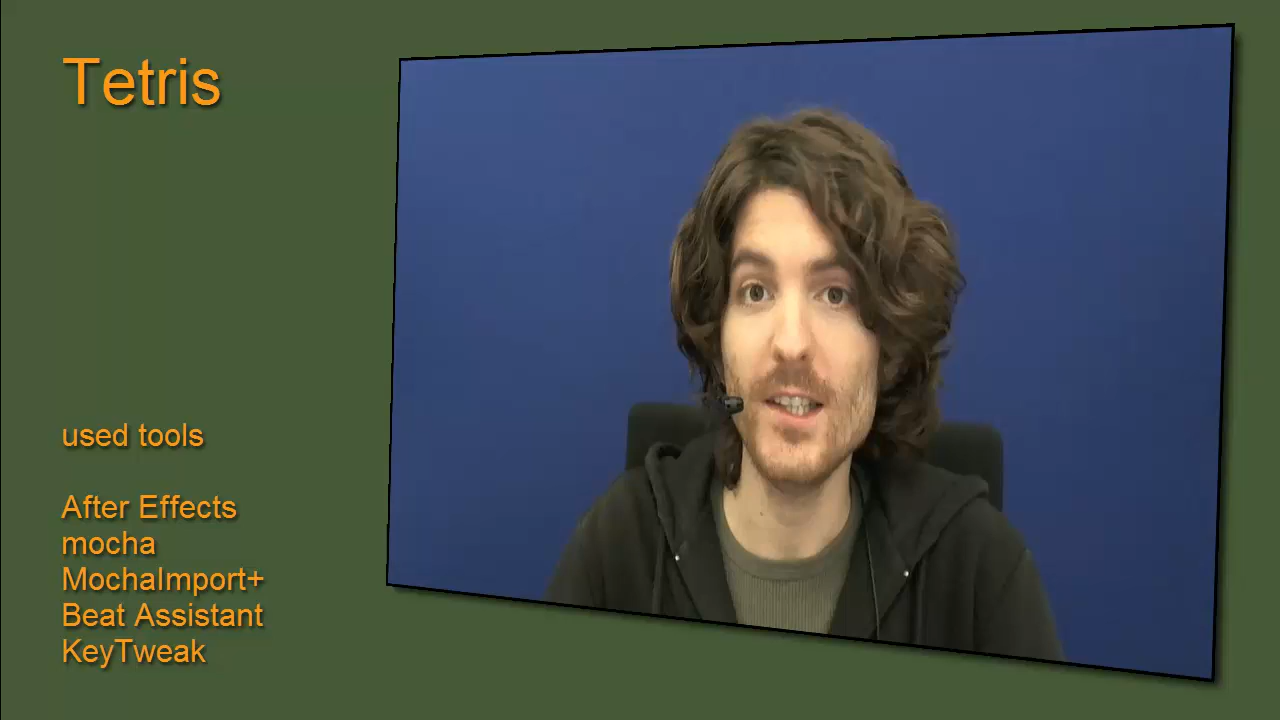 Tetris
used tools
After Effects
mocha
MochaImport+
Beat Assistant
KeyTweak